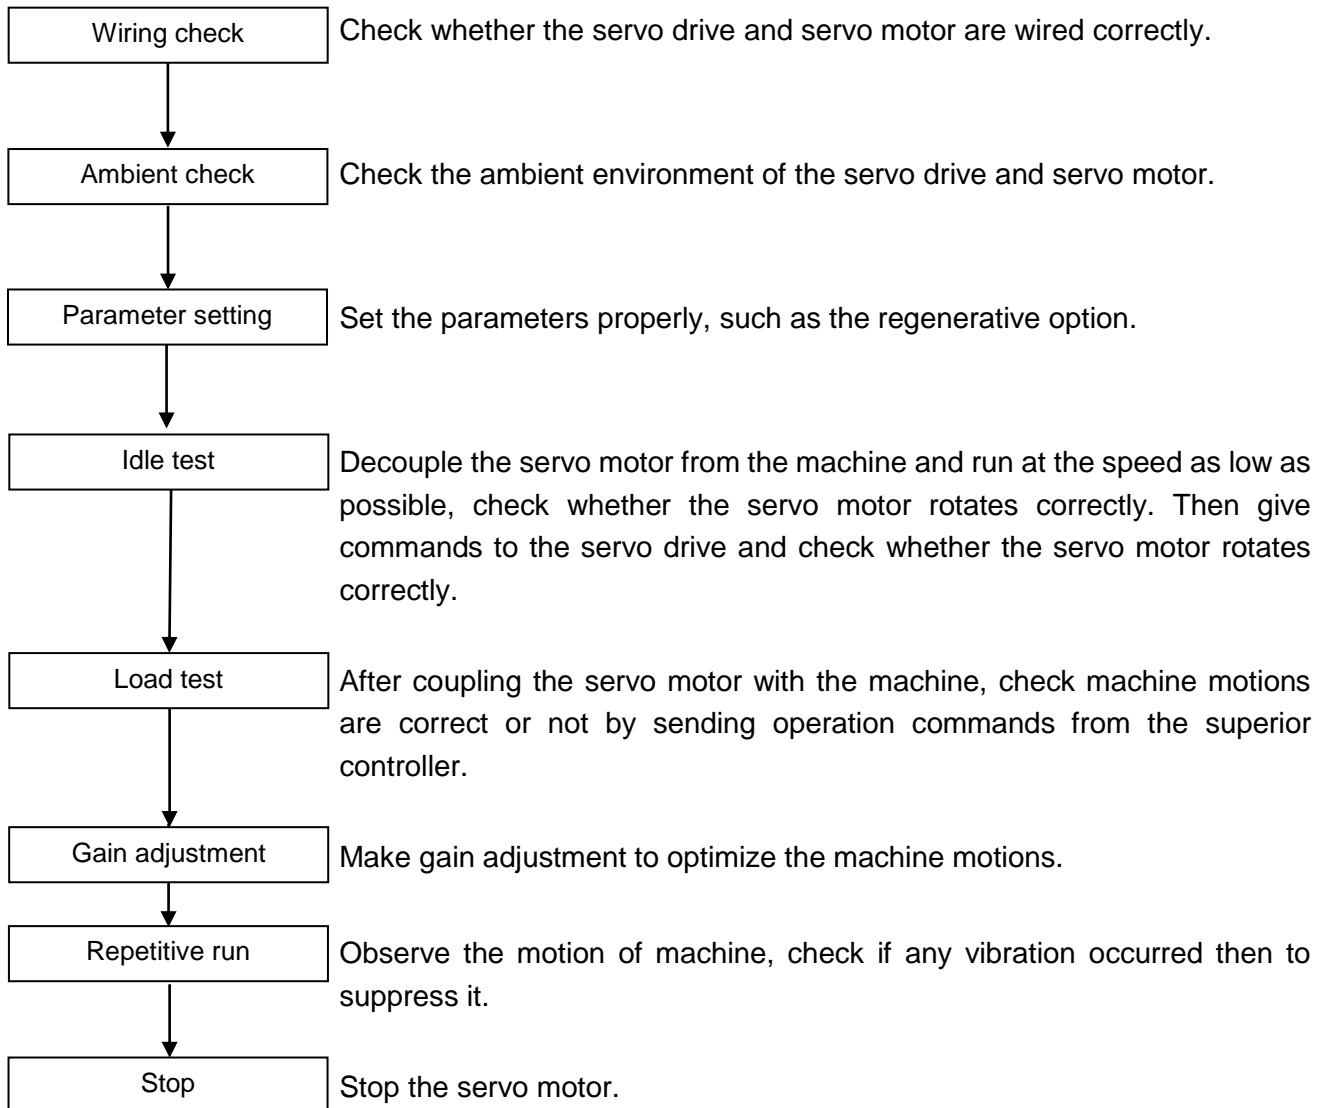 Wiring check
Check whether the servo drive and servo motor are wired correctly.
Ambient check
Check the ambient environment of the servo drive and servo motor.
Parameter setting
Set the parameters properly, such as the regenerative option.
Idle test
Decouple the servo motor from the machine and run at the speed as low as
possible, check whether the servo motor rotates correctly. Then give
commands to the servo drive and check whether the servo motor rotates
correctly.
Load test
After coupling the servo motor with the machine, check machine motions
are correct or not by sending operation commands from the superior
controller.
Gain adjustment
Make gain adjustment to optimize the machine motions.
Repetitive run
Observe the motion of machine, check if any vibration occurred then to
suppress it.
Stop
Stop the servo motor.